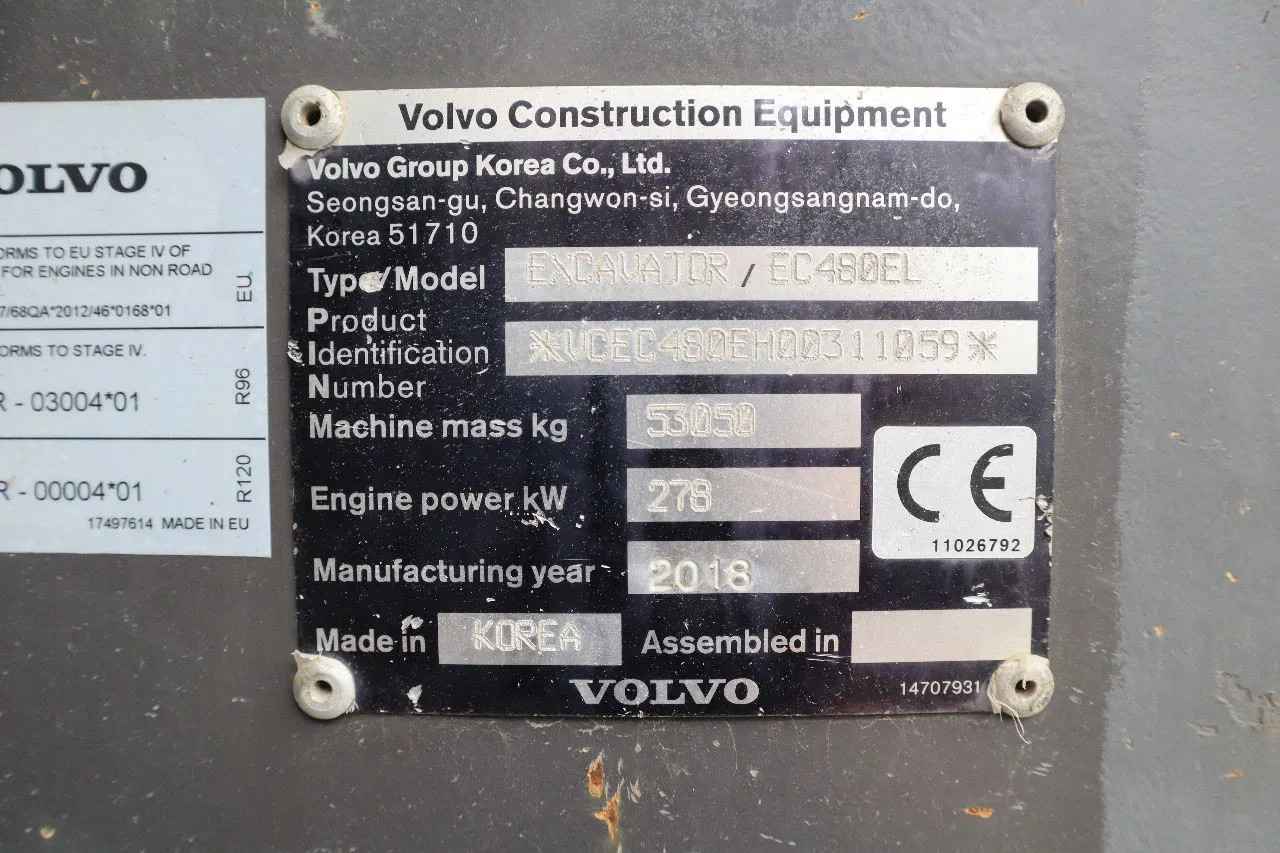 OLVO
ORMS TO EU STAGE IV OF
FOR ENGINES IN NON ROAD
7/68QA*2012/46*0168*01
EU
ORMS TO STAGE IV.
R - 03004*01
R96
R - 00004*01
R120
17497614 MADE IN EU
Volvo Construction Equipment
Volvo Group Korea Co., Ltd.
Seongsan-gu, Changwon-si, Gyeongsangnam-do,
Korea 51710
Type/Model EXCAVATOR / EC480EL
Product
Identification *VCEC480EH00311059*
Number
Machine mass kg 53050
Engine power kW 278
Manufacturing year 2018
CE
11026792
Made in KOREA Assembled in
VOLVO 14707931